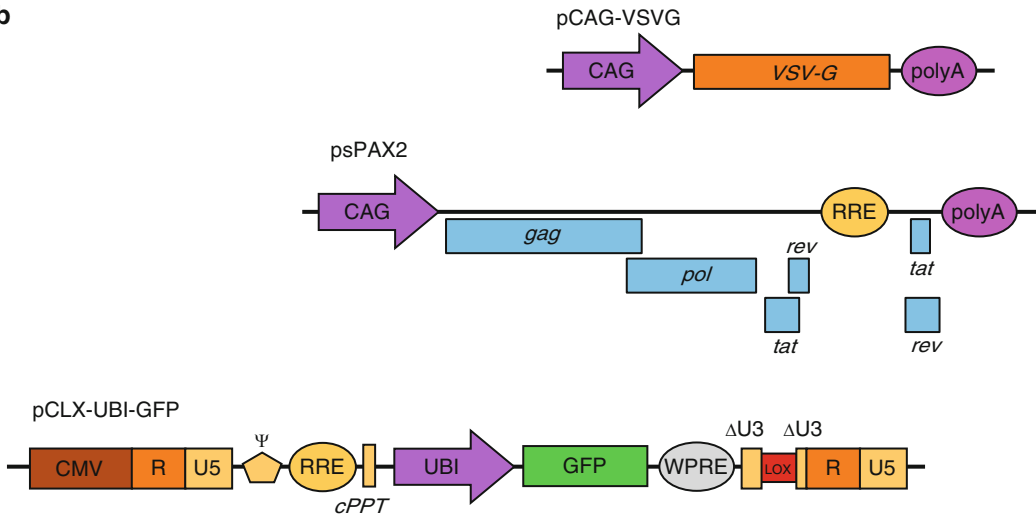 b
pCAG-VSVG
CAG VSV-G polyA
psPAX2
CAG RRE polyA
gag rev tat
pol
tat rev
pCLX-UBI-GFP
Ψ ΔU3 ΔU3
CMV R U5 RRE UBI GFP WPRE LOX R U5
cPPT